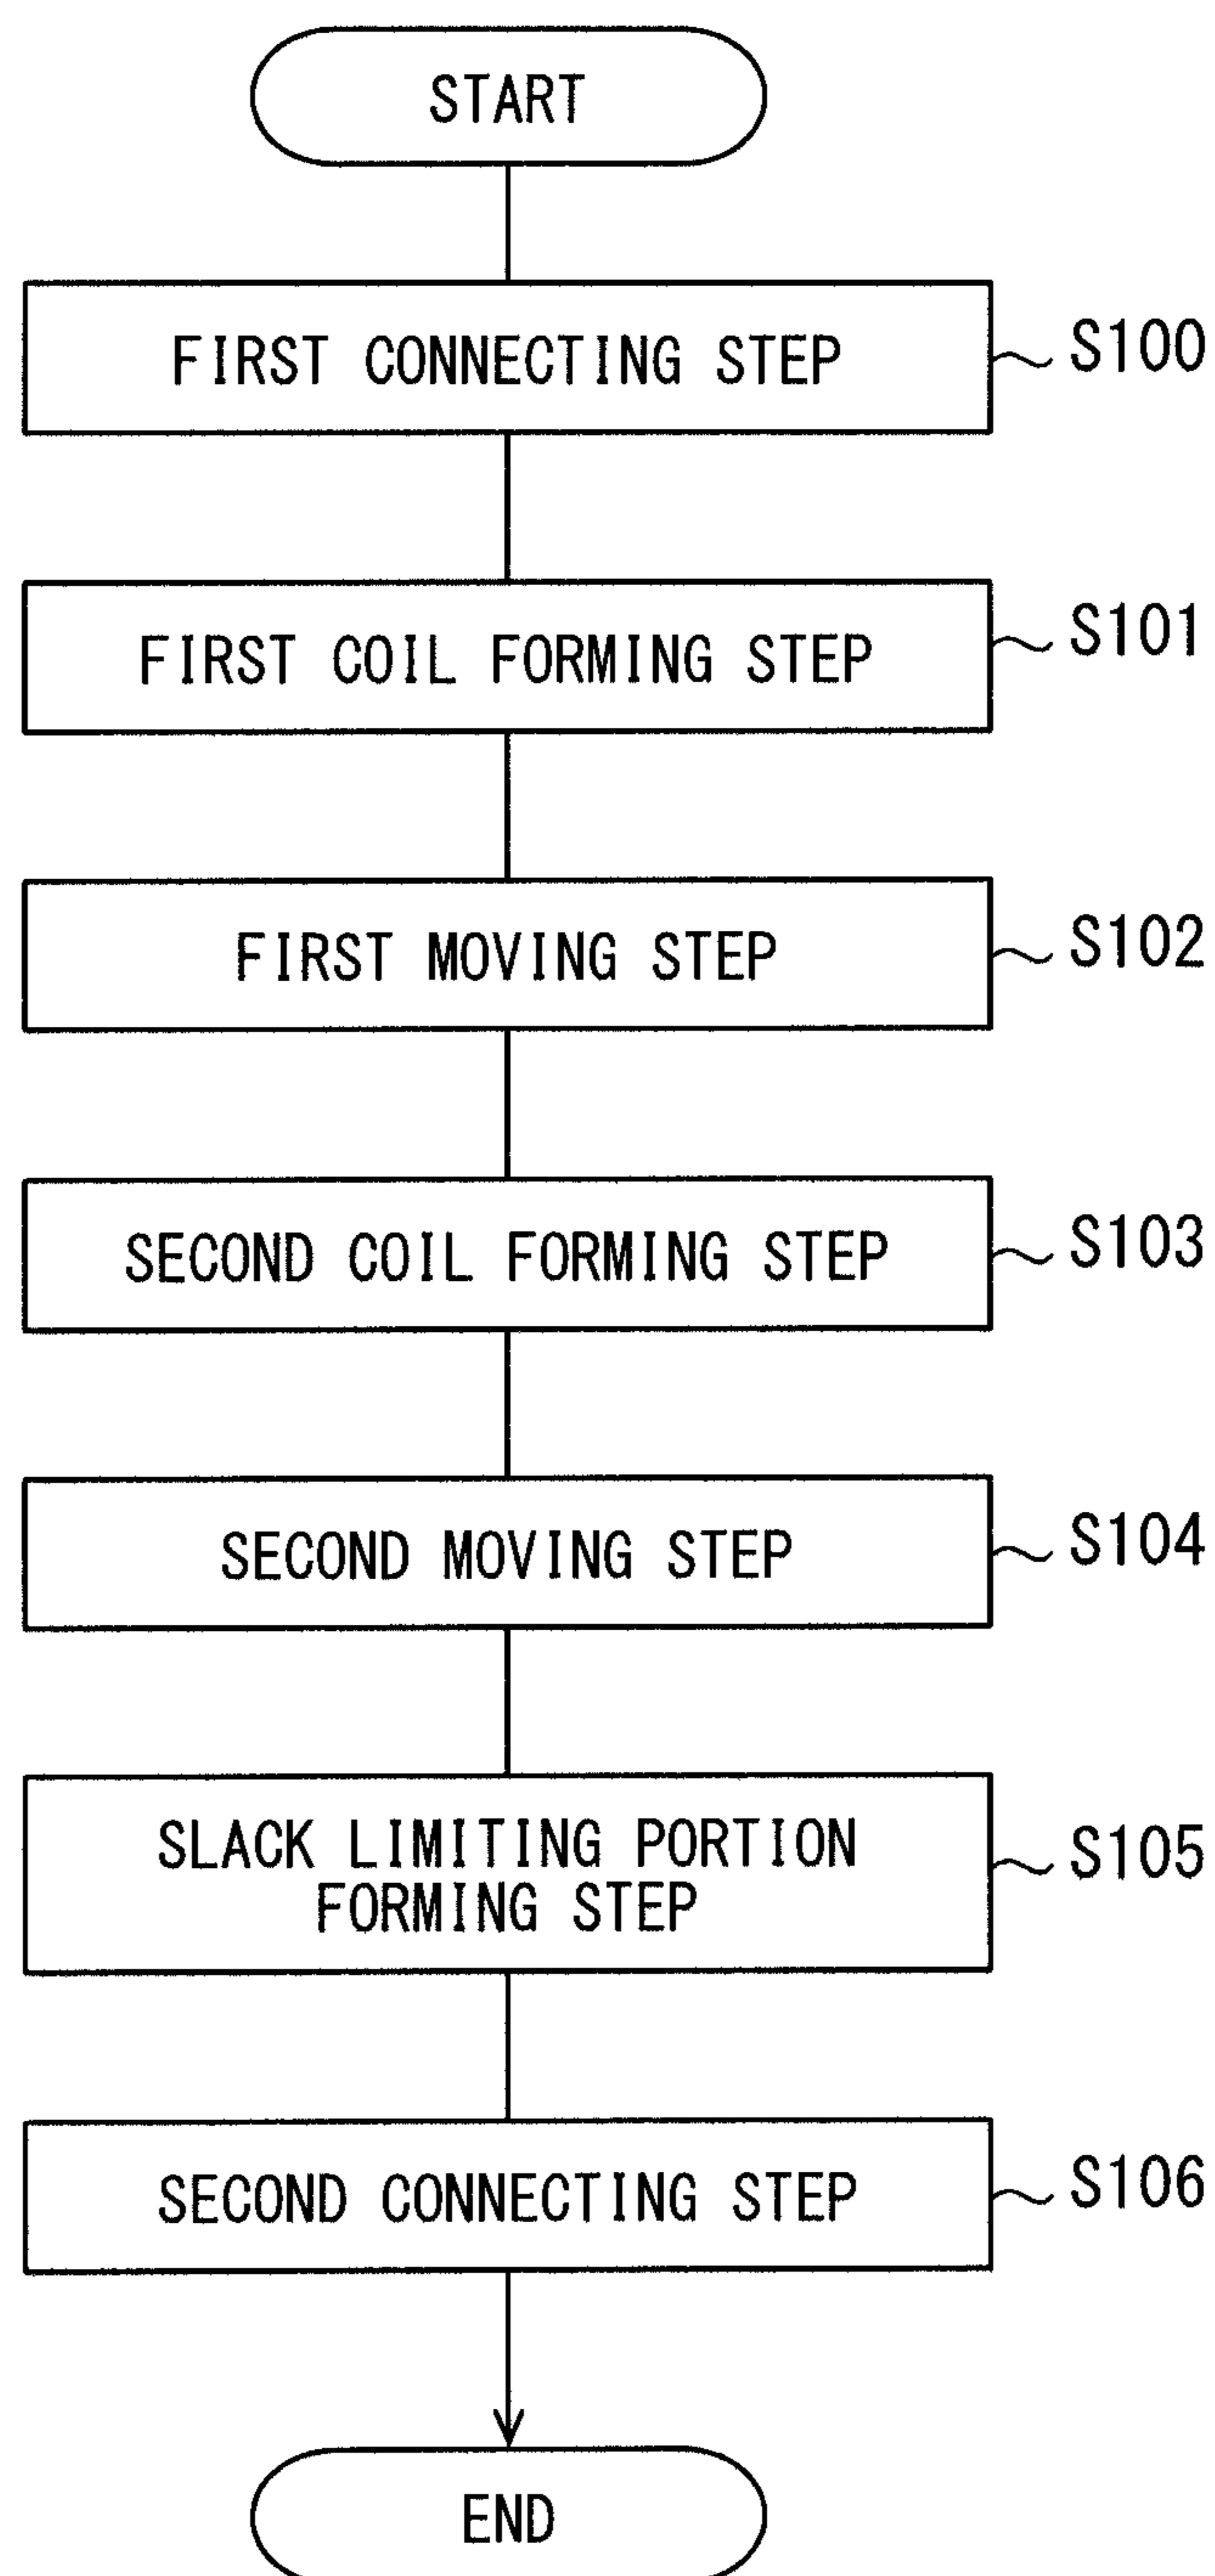 START
FIRST CONNECTING STEP
S100
FIRST COIL FORMING STEP
S101
FIRST MOVING STEP
S102
SECOND COIL FORMING STEP
S103
SECOND MOVING STEP
S104
SLACK LIMITING PORTION
FORMING STEP
S105
SECOND CONNECTING STEP
S106
END